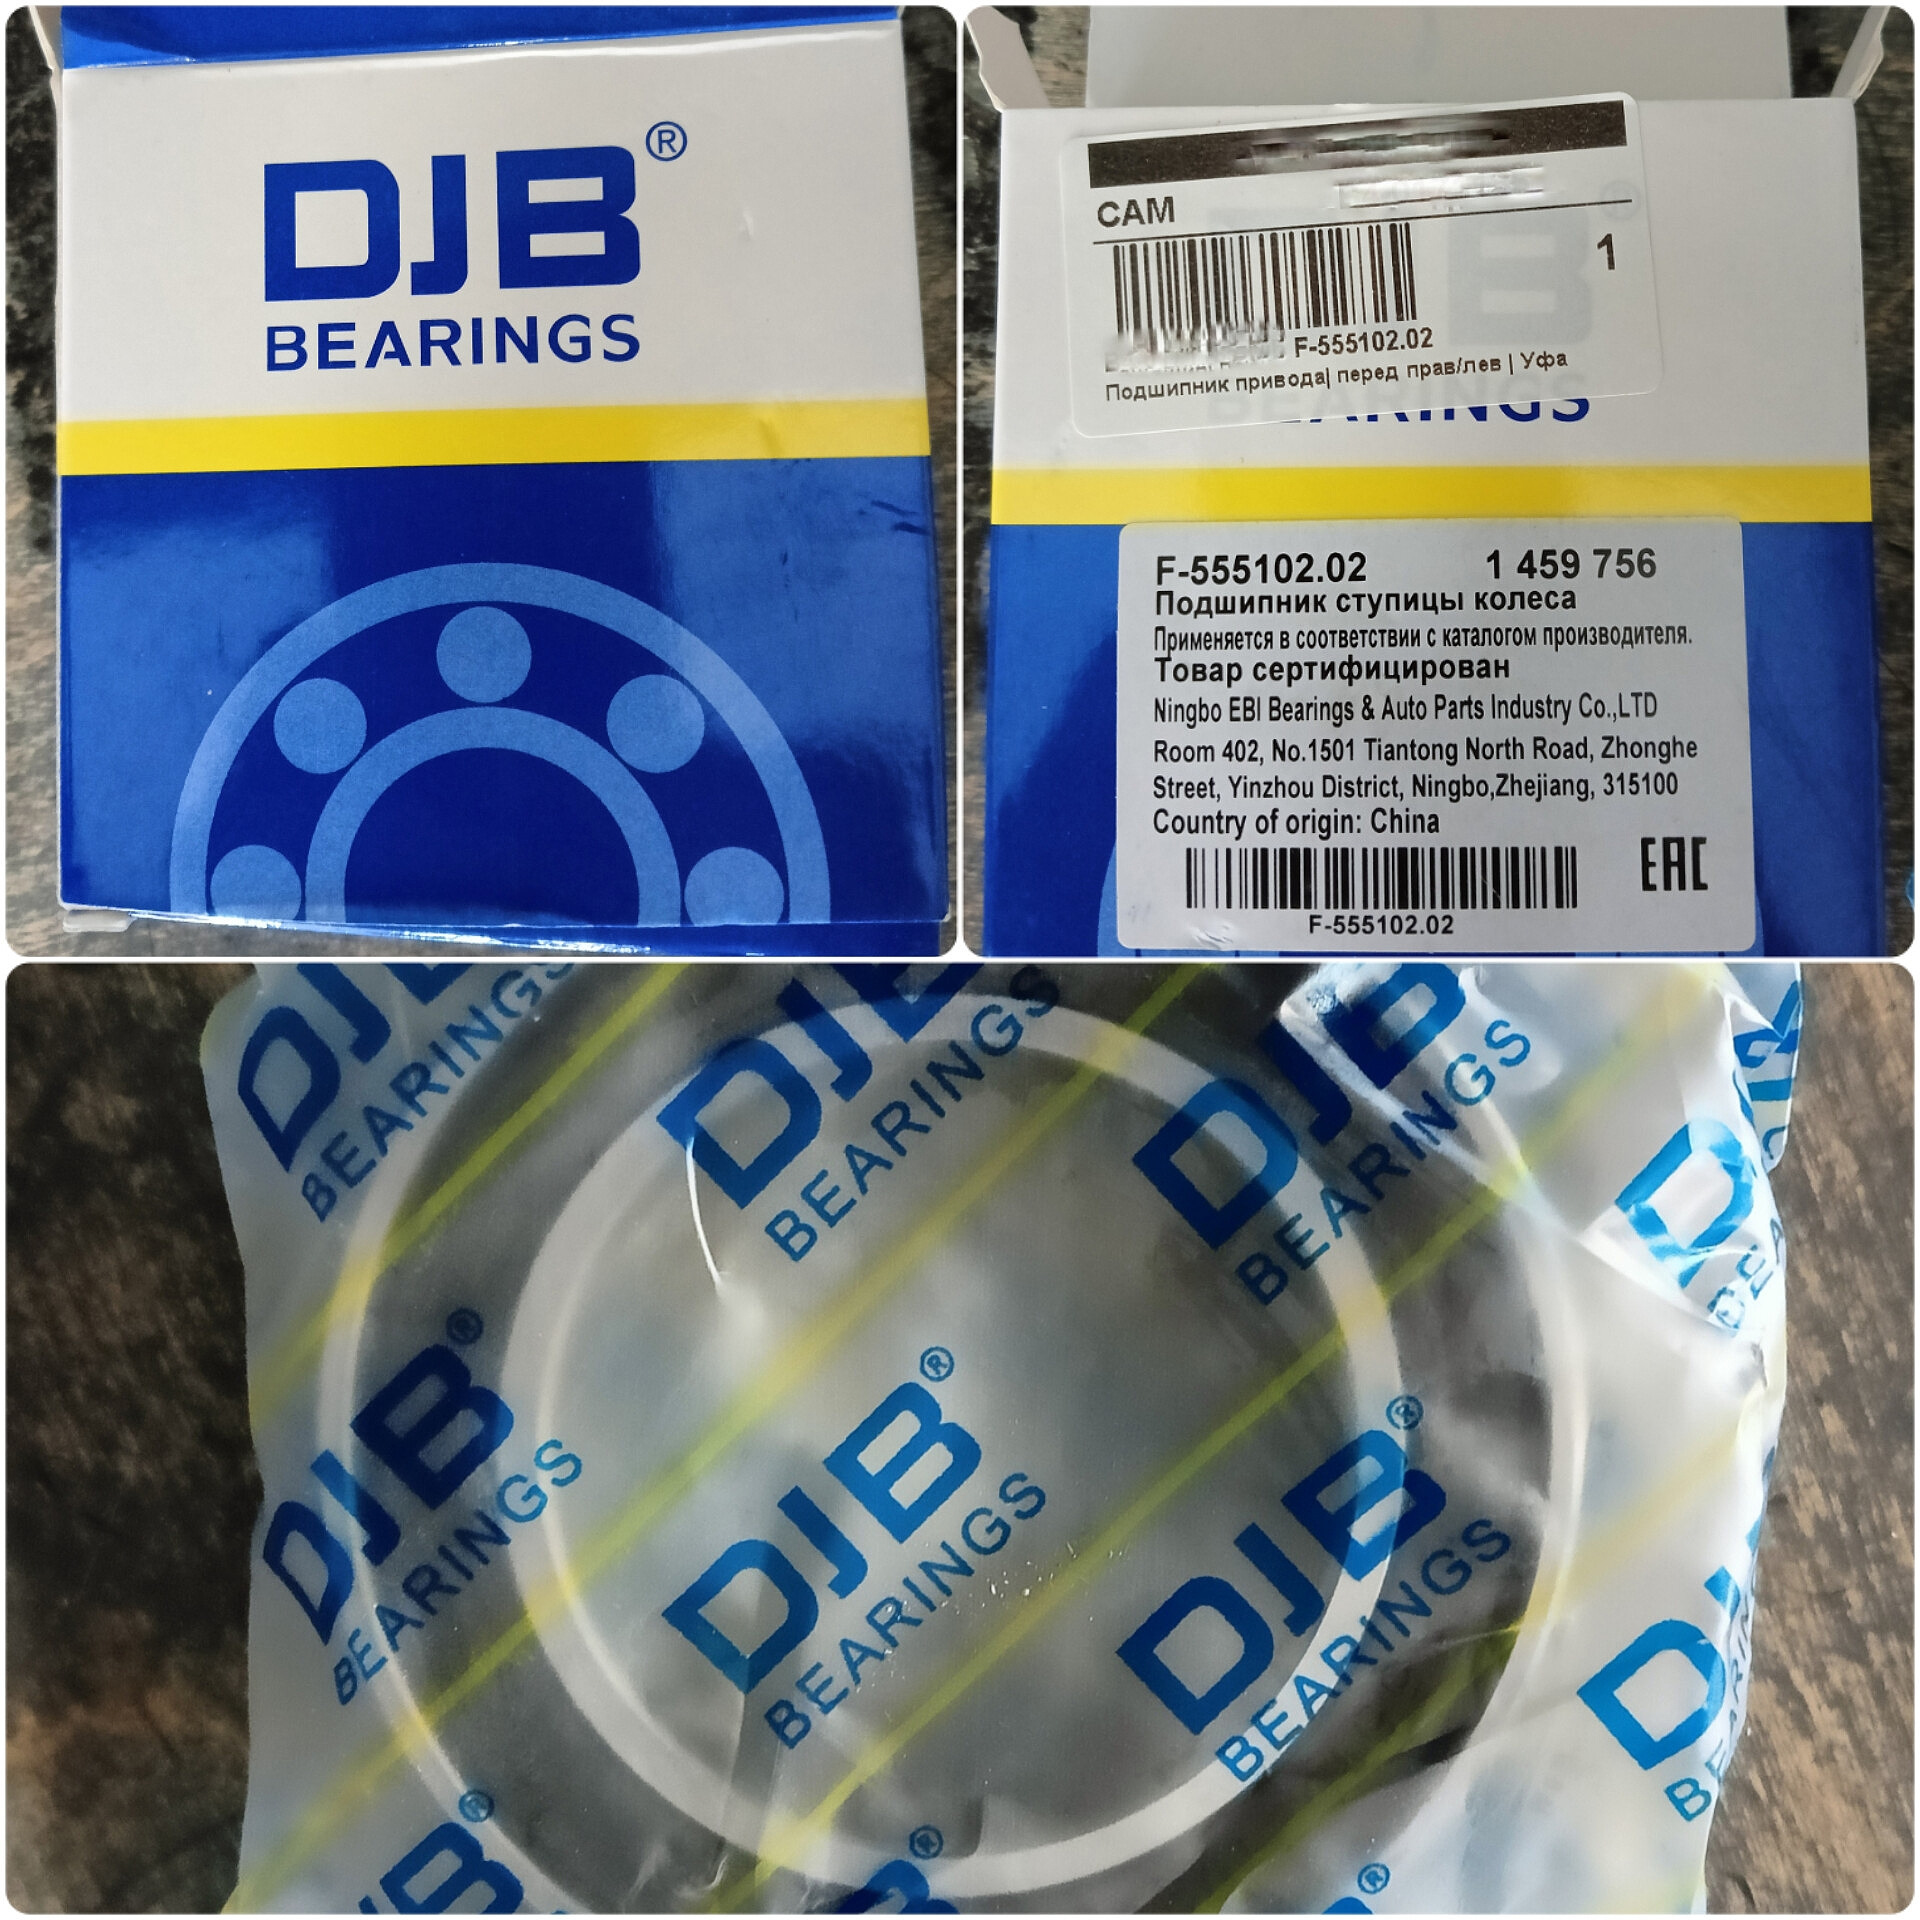 DJB®
BEARINGS
САМ
1
F-555102.02
Подшипник привода| перед прав/лев | Уфа
B
BEARINGS
F-555102.02 1 459 756
Подшипник ступицы колеса
Применяется в соответствии с каталогом производителя.
Товар сертифицирован
Ningbo EBI Bearings & Auto Parts Industry Co.,LTD
Room 402, No.1501 Tiantong North Road, Zhonghe
Street, Yinzhou District, Ningbo,Zhejiang, 315100
Country of origin: China
EAC
F-555102.02
DJB
BEARINGS
DJB
BEARINGS
DJB
BEARINGS
DJB®
BEARINGS
DJB®
BEARINGS
DJB®
BEARINGS